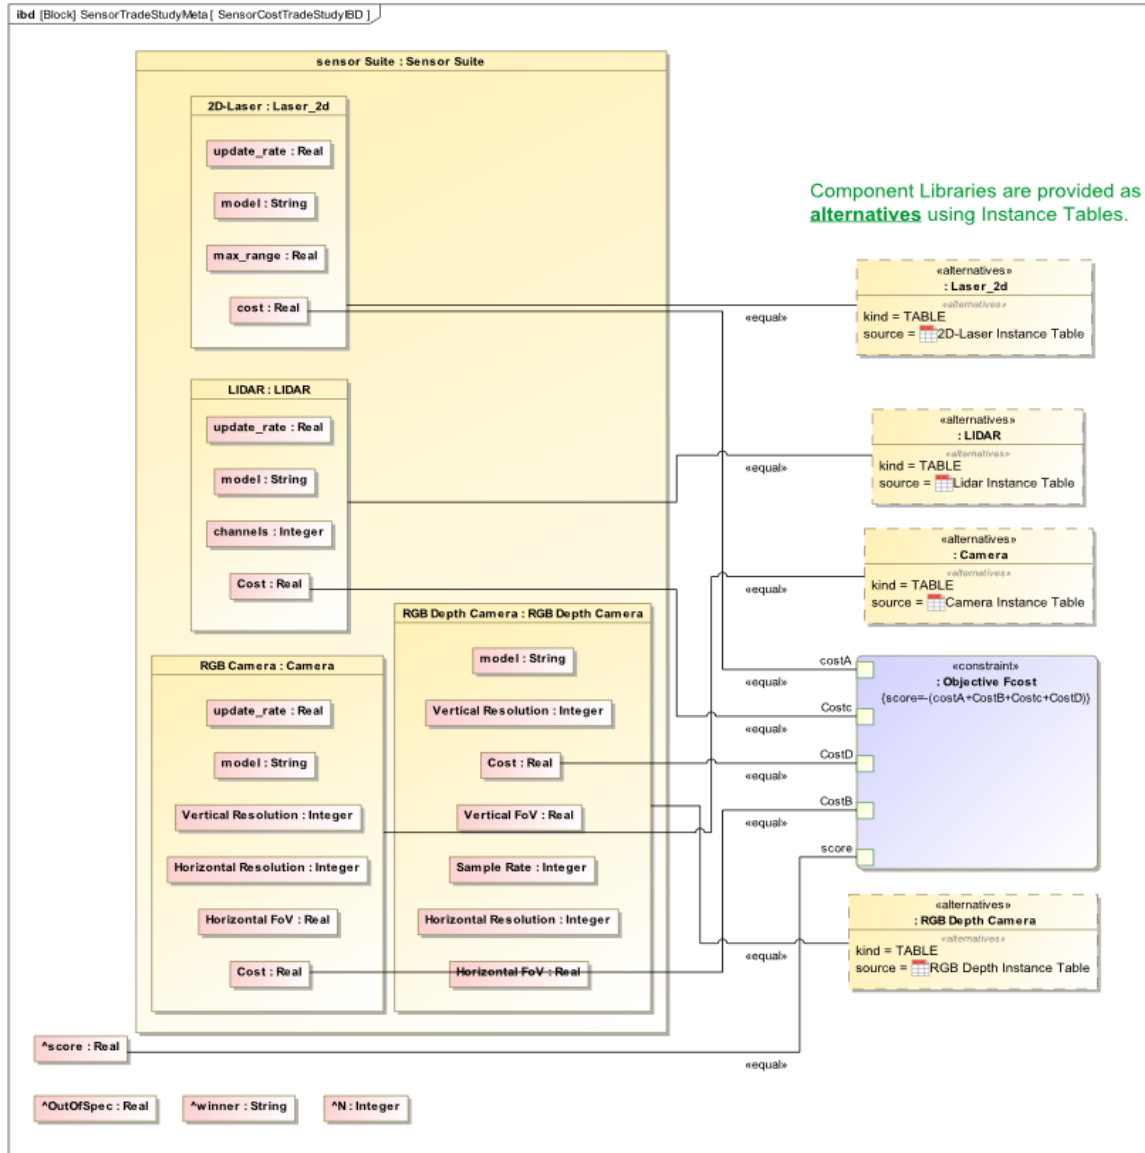 ibd [Block] SensorTradeStudyMeta[ SensorCostTradeStudyIBD ]
sensor Suite : Sensor Suite
2D-Laser : Laser_2d
update_rate : Real
model : String
max_range : Real
cost : Real
LIDAR : LIDAR
update_rate : Real
model : String
channels : Integer
Cost : Real
RGB Camera : Camera
update_rate : Real
model : String
Vertical Resolution : Integer
Horizontal Resolution : Integer
Horizontal FoV : Real
Cost : Real
RGB Depth Camera : RGB Depth Camera
model : String
Vertical Resolution : Integer
Cost : Real
Vertical FoV : Real
Sample Rate : Integer
Horizontal Resolution : Integer
Horizontal FoV : Real
Component Libraries are provided as
alternatives using Instance Tables.
«alternatives»
: Laser_2d
«alternatives»
kind = TABLE
source = 2D-Laser Instance Table
«equal»
«alternatives»
: LIDAR
«alternatives»
kind = TABLE
source = Lidar Instance Table
«equal»
«alternatives»
: Camera
«alternatives»
kind = TABLE
source = Camera Instance Table
«equal»
«constraint»
: Objective Fcost
{score=-(costA+CostB+Costc+CostD)}
costA
«equal»
Costc
«equal»
CostD
«equal»
CostB
«equal»
score
«alternatives»
: RGB Depth Camera
«alternatives»
kind = TABLE
source = RGB Depth Instance Table
«equal»
^score : Real
«equal»
^OutOfSpec : Real
^winner : String
^N : Integer